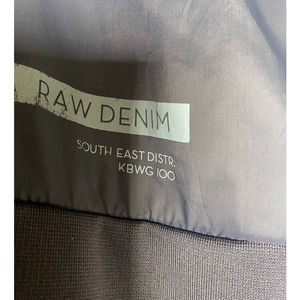 RAW DENIM
SOUTH EAST DISTR.
KBWG 100